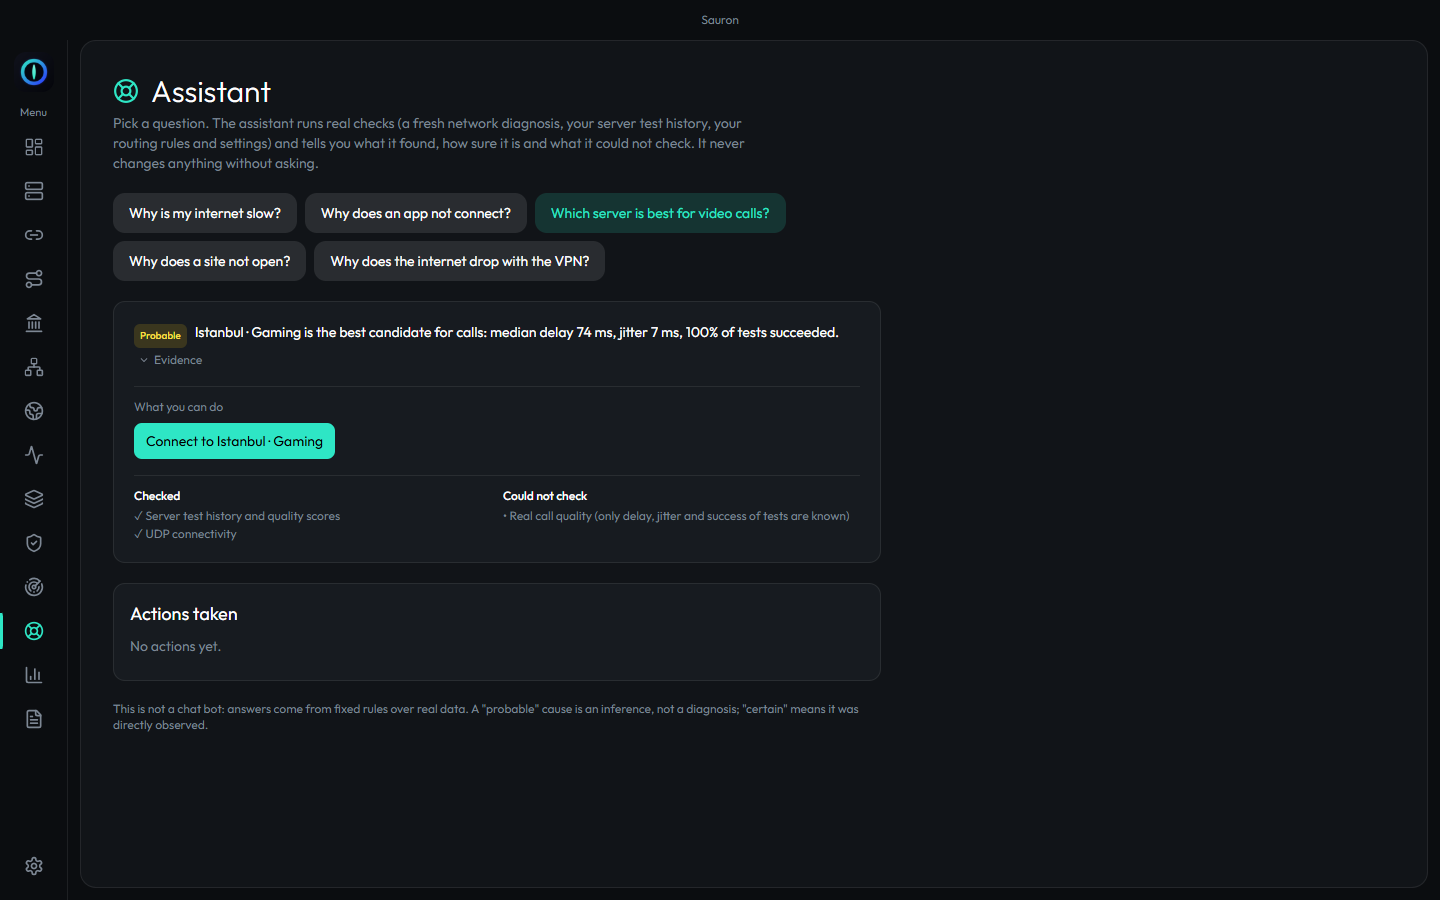 Sauron
Menu
Assistant
Pick a question. The assistant runs real checks (a fresh network diagnosis, your server test history, your
routing rules and settings) and tells you what it found, how sure it is and what it could not check. It never
changes anything without asking.
Why is my internet slow?
Why does an app not connect?
Which server is best for video calls?
Why does a site not open?
Why does the internet drop with the VPN?
Probable
Istanbul · Gaming is the best candidate for calls: median delay 74 ms, jitter 7 ms, 100% of tests succeeded.
Evidence
What you can do
Connect to Istanbul · Gaming
Checked
✓ Server test history and quality scores
✓ UDP connectivity
Could not check
• Real call quality (only delay, jitter and success of tests are known)
Actions taken
No actions yet.
This is not a chat bot: answers come from fixed rules over real data. A "probable" cause is an inference, not a diagnosis; "certain" means it was
directly observed.